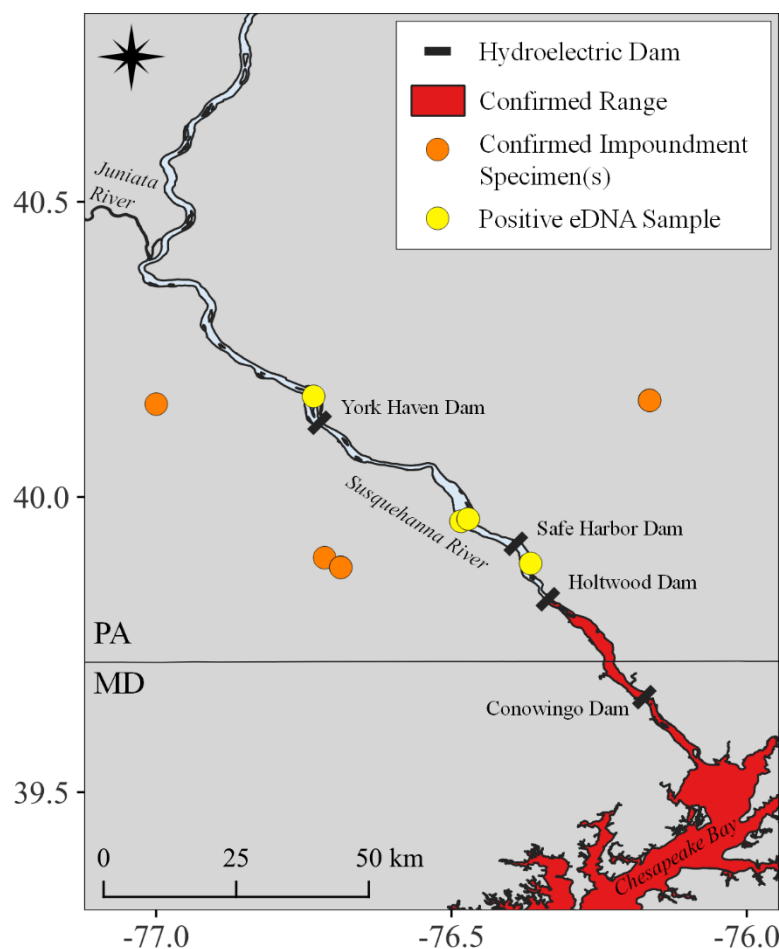 Hydroelectric Dam
Confirmed Range
Confirmed Impoundment
Specimen(s)
Positive eDNA Sample
Juniata
River
40.5
York Haven Dam
40.0
Susquehanna River
Safe Harbor Dam
Holtwood Dam
PA
MD
Conowingo Dam
39.5
Chesapeake Bay
0 25 50 km
-77.0 -76.5 -76.0